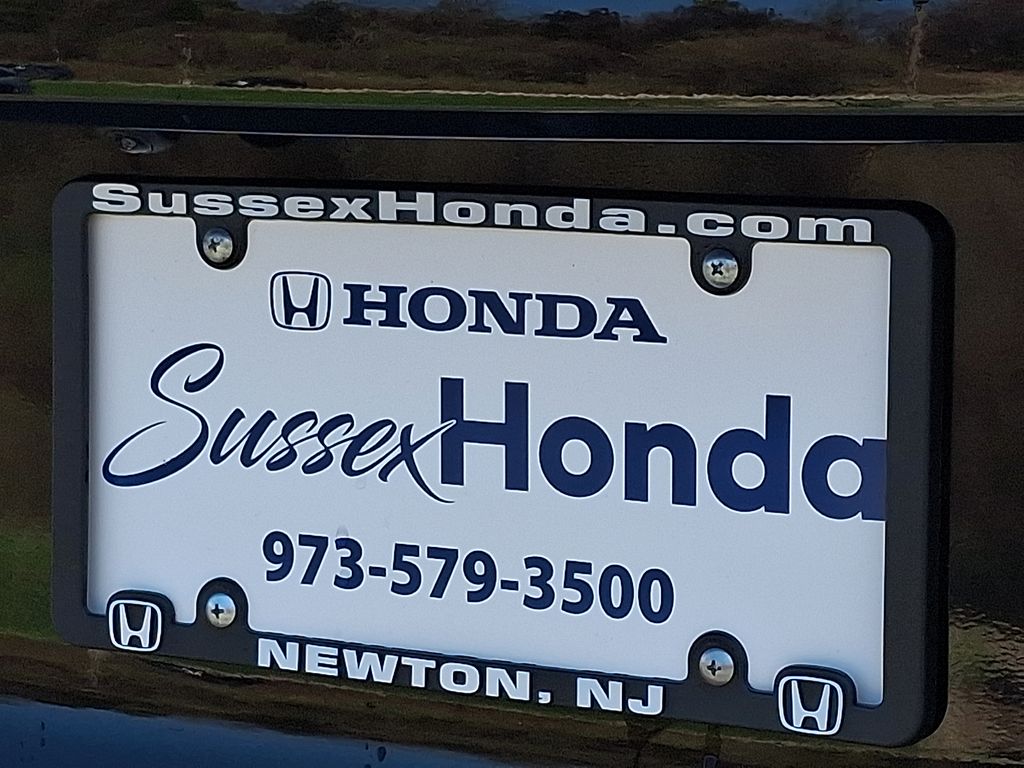 SussexHonda.com
HONDA
SussexHonda
973-579-3500
NEWTON, NJ